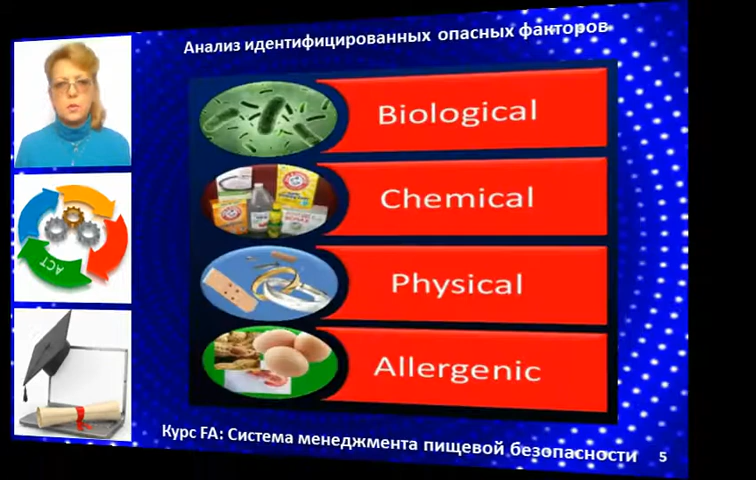 Анализ идентифицированных опасных факторов
Biological
Chemical
Physical
Allergenic
ACT
Курс FA: Система менеджмента пищевой безопасности 5